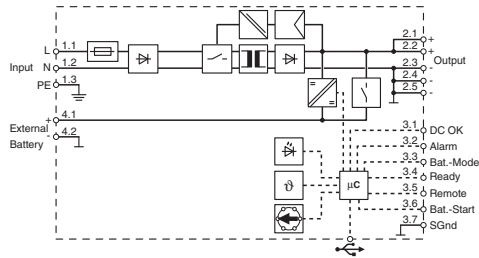 L 1.1
Input N 1.2
PE 1.3
+ 4.1
External
Battery
- 4.2
2.1 +
2.2 +
Output
2.3 -
2.4 -
2.5 -
3.1 DC OK
3.2 Alarm
3.3 Bat.-Mode
3.4 Ready
3.5 Remote
3.6 Bat.-Start
3.7 SGnd
ϑ
µC